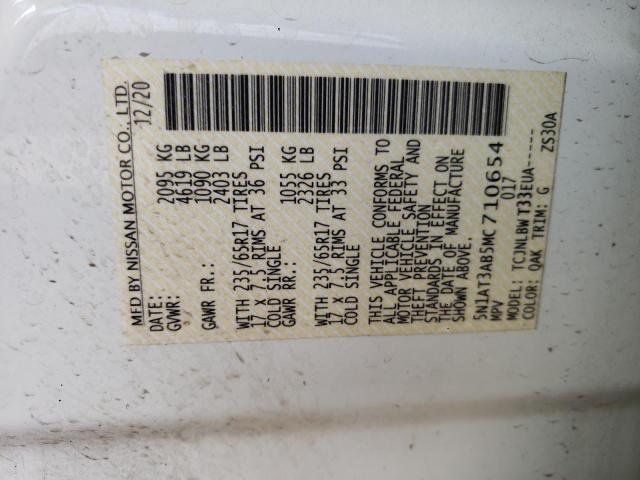 MFD BY NISSAN MOTOR CO., LTD.
DATE: 12/20
GVWR: 2095 KG
4619 LB
GAWR FR.: 1090 KG
2403 LB
WITH 235/65R17 TIRES
17 X 7.5 RIMS AT 36 PSI
COLD SINGLE
GAWR RR.: 1055 KG
2326 LB
WITH 235/65R17 TIRES
17 X 7.5 RIMS AT 33 PSI
COLD SINGLE
THIS VEHICLE CONFORMS TO
ALL APPLICABLE FEDERAL
MOTOR VEHICLE SAFETY AND
THEFT PREVENTION
STANDARDS IN EFFECT ON
THE DATE OF MANUFACTURE
SHOWN ABOVE.
5N1AT3AB5MC710654
MPV 017
MODEL: TCJNLBW T33EUA------
COLOR: QAK TRIM: G ZS30A